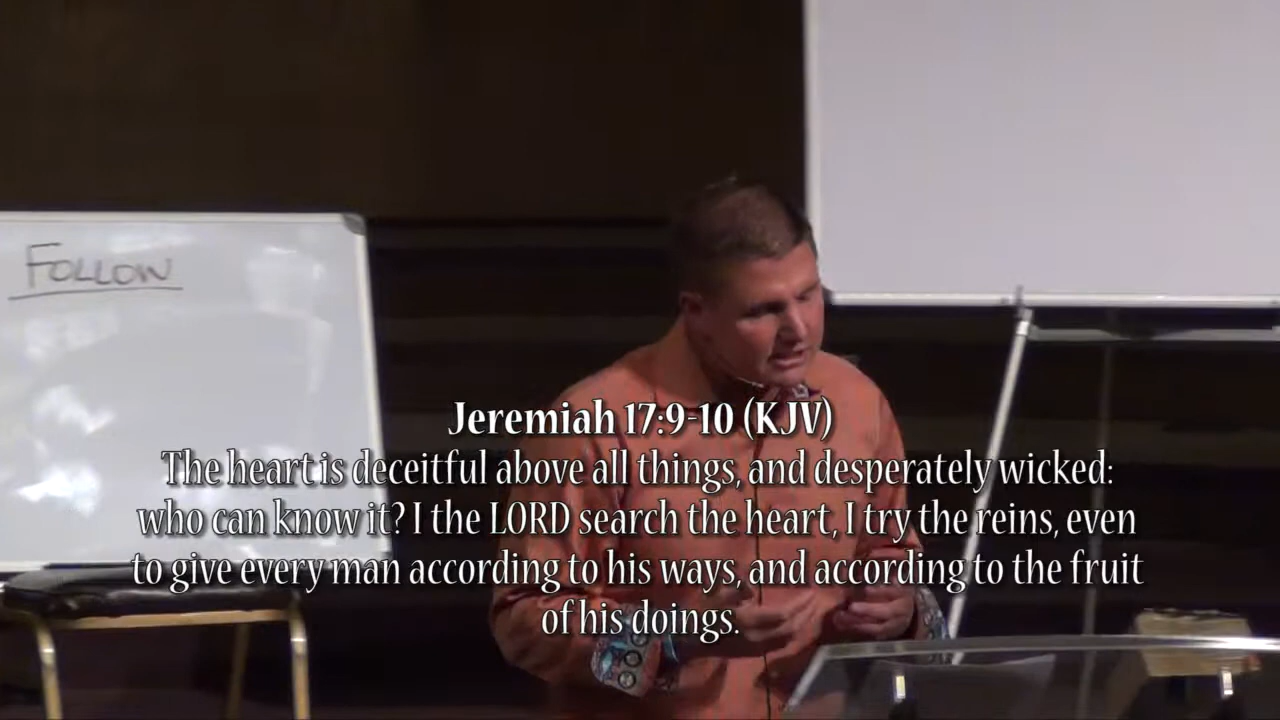 FOLLOW
Jeremiah 17:9-10 (KJV)
The heart is deceitful above all things, and desperately wicked:
who can know it? I the LORD search the heart, I try the reins, even
to give every man according to his ways, and according to the fruit
of his doings.